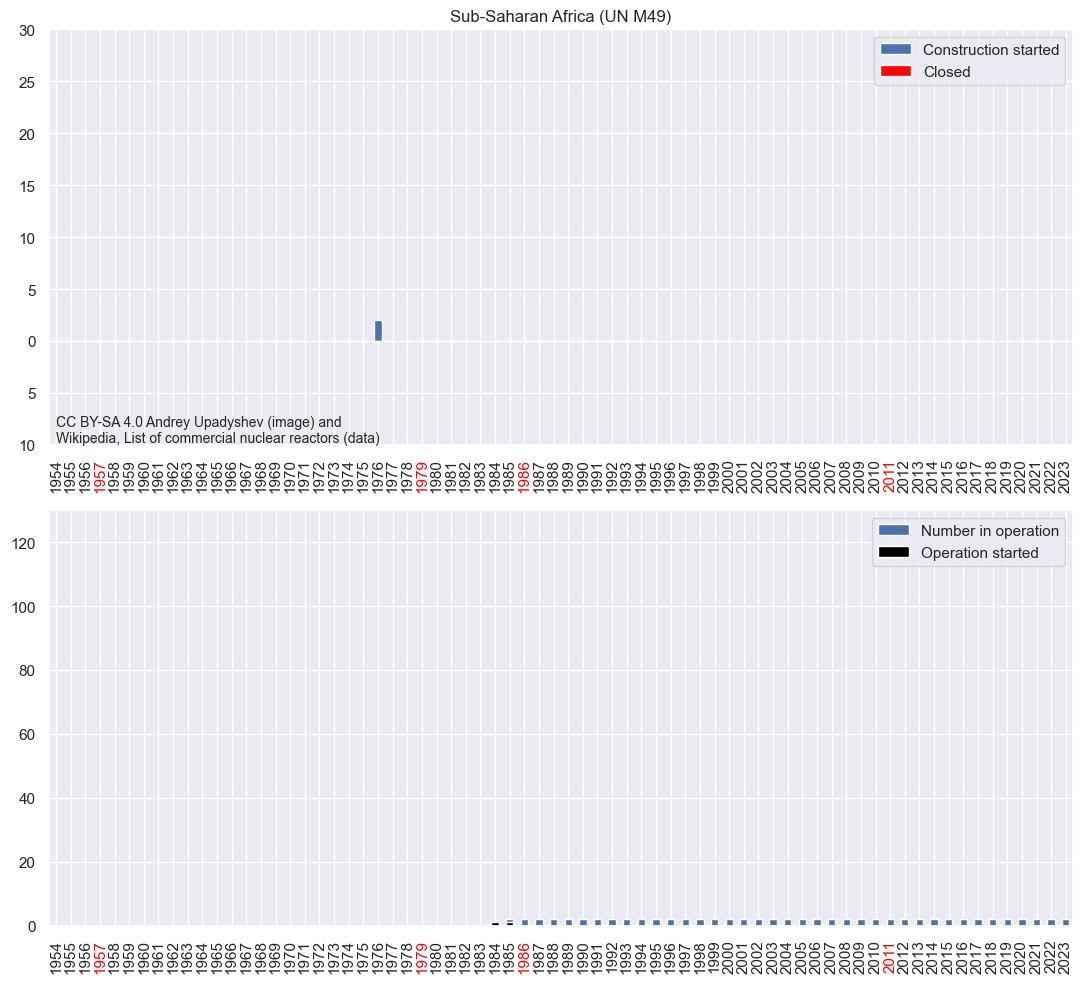 Sub-Saharan Africa (UN M49)
30
25
20
15
10
5
0
5
10
Construction started
Closed
CC BY-SA 4.0 Andrey Upadyshev (image) and
Wikipedia, List of commercial nuclear reactors (data)
1954 1955 1956 1957 1958 1959 1960 1961 1962 1963 1964 1965 1966 1967 1968 1969 1970 1971 1972 1973 1974 1975 1976 1977 1978 1979 1980 1981 1982 1983 1984 1985 1986 1987 1988 1989 1990 1991 1992 1993 1994 1995 1996 1997 1998 1999 2000 2001 2002 2003 2004 2005 2006 2007 2008 2009 2010 2011 2012 2013 2014 2015 2016 2017 2018 2019 2020 2021 2022 2023
120
100
80
60
40
20
0
Number in operation
Operation started
1954 1955 1956 1957 1958 1959 1960 1961 1962 1963 1964 1965 1966 1967 1968 1969 1970 1971 1972 1973 1974 1975 1976 1977 1978 1979 1980 1981 1982 1983 1984 1985 1986 1987 1988 1989 1990 1991 1992 1993 1994 1995 1996 1997 1998 1999 2000 2001 2002 2003 2004 2005 2006 2007 2008 2009 2010 2011 2012 2013 2014 2015 2016 2017 2018 2019 2020 2021 2022 2023